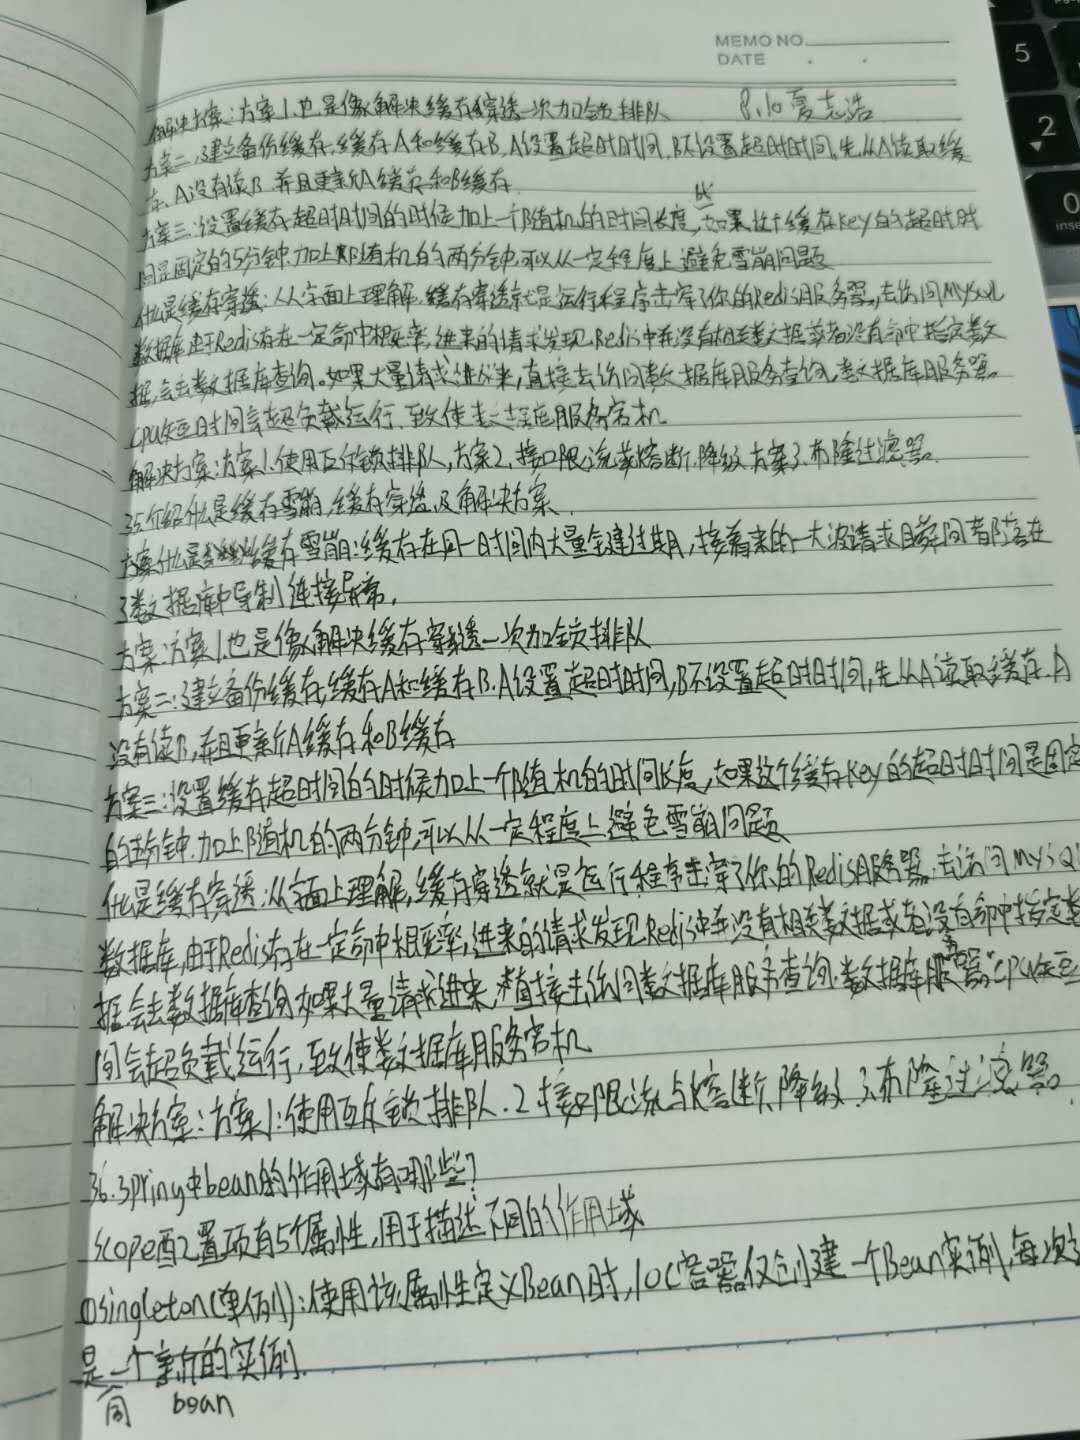 MEMO NO.
DATE . .
8.10 夏志浩
解决方案:方案1.也是像解决缓存穿透一次加锁排队
方案二.建立备份缓存,缓存A和缓存B,A设置超时时间,B不设置超时时间,先从A读取缓
存,A没有读B,并且更新A缓存和B缓存
方案三:设置缓存超时时间的时候加上一个随机的时间长度,比如果这个缓存key的超时时
间是固定的5分钟,加上随机的两分钟,可以从一定程度上避免雪崩问题
什么是缓存穿透:从字面上理解,缓存穿透就是运行程序击穿了你的Redis服务器,去访问MySQL
数据库,由于Redis存在一定命中概率,进来的请求发现Redis中并没有相关数据或者没有命中指定数
据,会去数据库查询。如果大量请求进来,直接去访问数据库服务查询,数据库服务器
CPU短时间会超负载运行,致使数据库服务宕机
解决方案:方案1.使用互斥锁排队,方案2,接口限流与熔断,降级,方案3.布隆过滤器
35介绍什么是缓存雪崩,缓存穿透,及解决方案
方案什么是缓存雪崩:缓存在同一时间内大量键过期,接着来的一大波请求瞬间都落在
了数据库中导制连接异常,
方案:方案1.也是像解决缓存穿透一次加锁排队
方案二:建立备份缓存,缓存A和缓存B.A设置超时时间,B不设置超时时间,先从A读取缓存.A
没有读B,并且更新A缓存和B缓存
方案三:设置缓存超时间的的时候加上一个随机的时间长度,如果这个缓存key的超时时间是固定
的5分钟,加上随机的两分钟,可以从一定程度上避免雪崩问题
什么是缓存穿透:从字面上理解,缓存穿透就是运行程序击穿了你的Redis服务器,去访问MySQL
数据库,由于Redis存在一定命中概率,进来的请求发现Redis中并没有相关数据或者没有命中指定数
据,会去数据库查询,如果大量请求进来,直接去访问数据库服务查询.数据库服务器CPU短时
间会超负载运行,致使数据库服务宕机
解决方案:方案1:使用互斥锁排队.2.接口限流与熔断,降级.3.布隆过滤器
36.spring中bean的作用域有哪些?
scope配置项有5个属性,用于描述不同的作用域
①singleton(单例):使用该属性定义Bean时,IOC容器仅创建一个Bean实例,每次
是一个新的实例.
同 bean
5
2
0